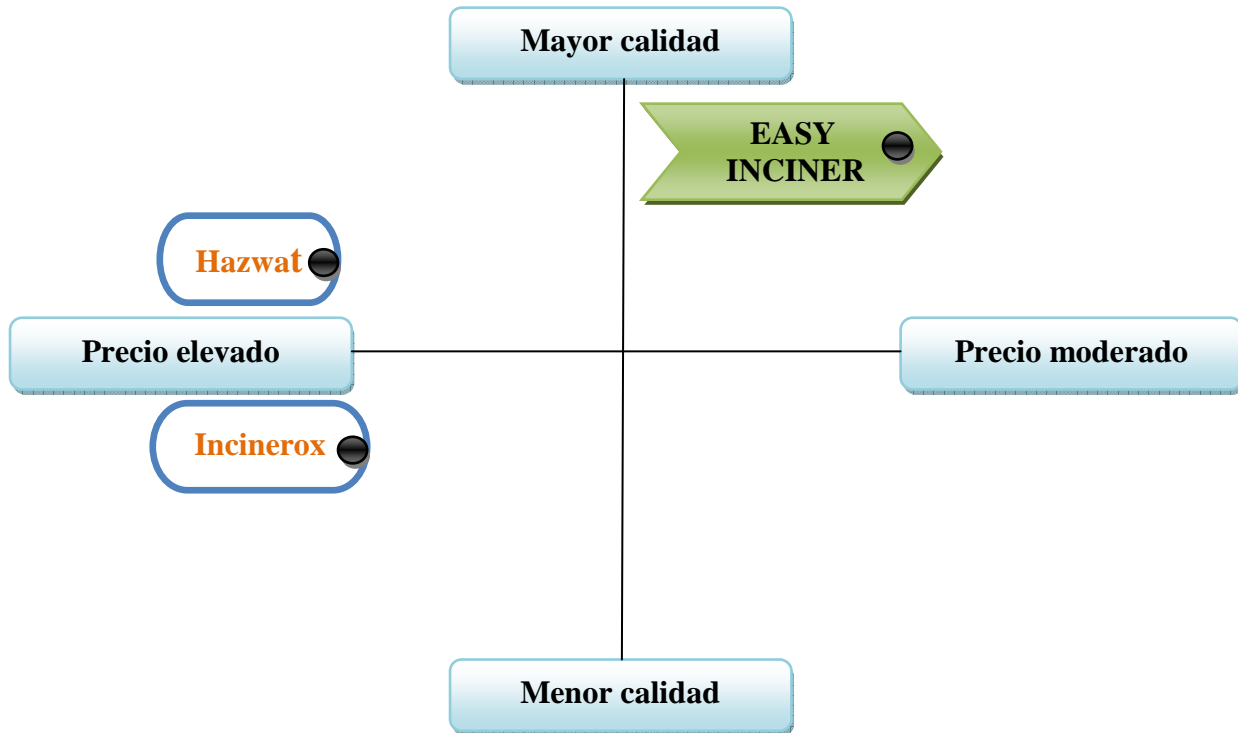 Mayor calidad
EASY
INCINER
Hazwat
Precio elevado
Precio moderado
Incinerox
Menor calidad